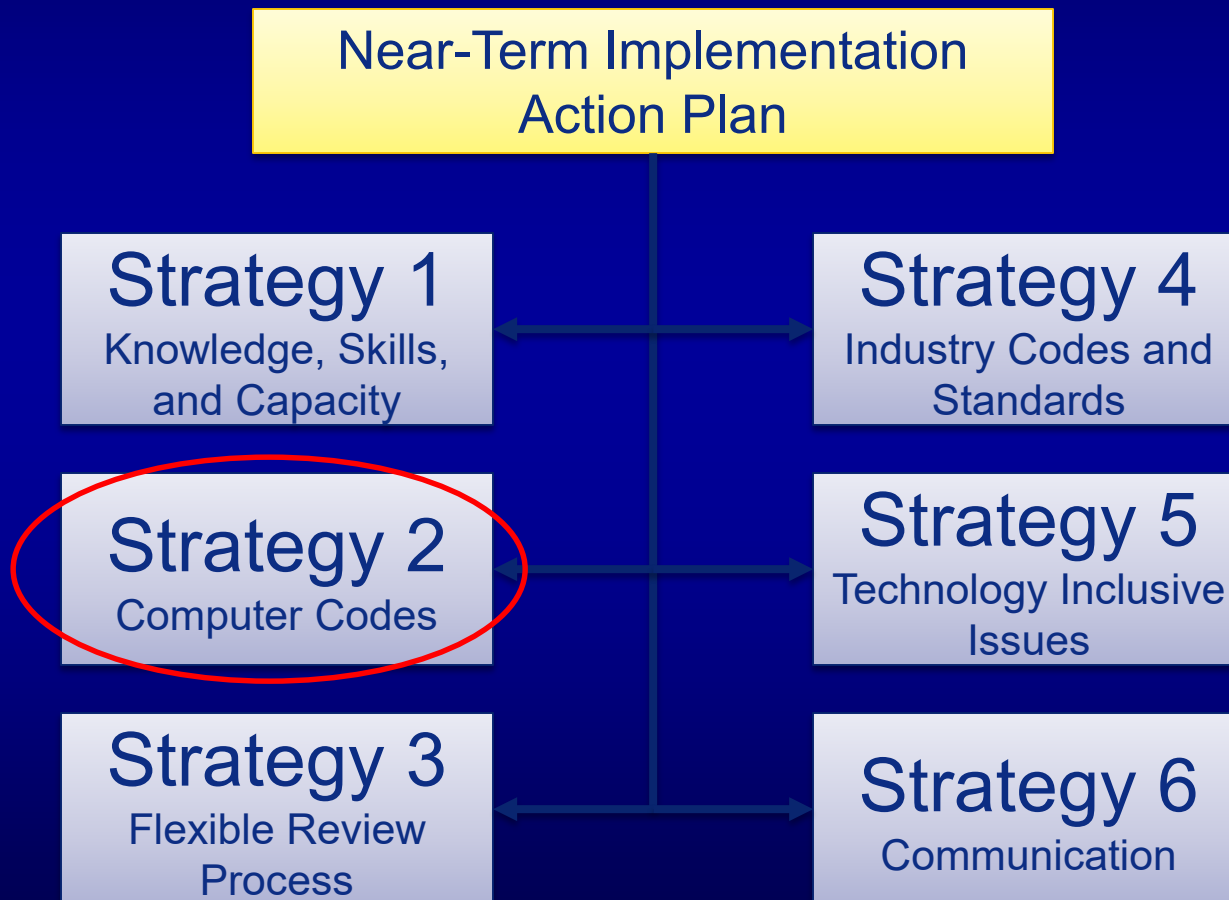 Near-Term Implementation
Action Plan
Strategy 1
Knowledge, Skills,
and Capacity
Strategy 2
Computer Codes
Strategy 3
Flexible Review
Process
Strategy 4
Industry Codes and
Standards
Strategy 5
Technology Inclusive
Issues
Strategy 6
Communication